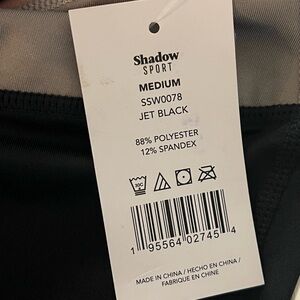 Shadow
SPORT
MEDIUM
SSW0078
JET BLACK
88% POLYESTER
12% SPANDEX
30C
1 95564 02745 4
MADE IN CHINA / HECHO EN CHINA /
FABRIQUE EN CHINE